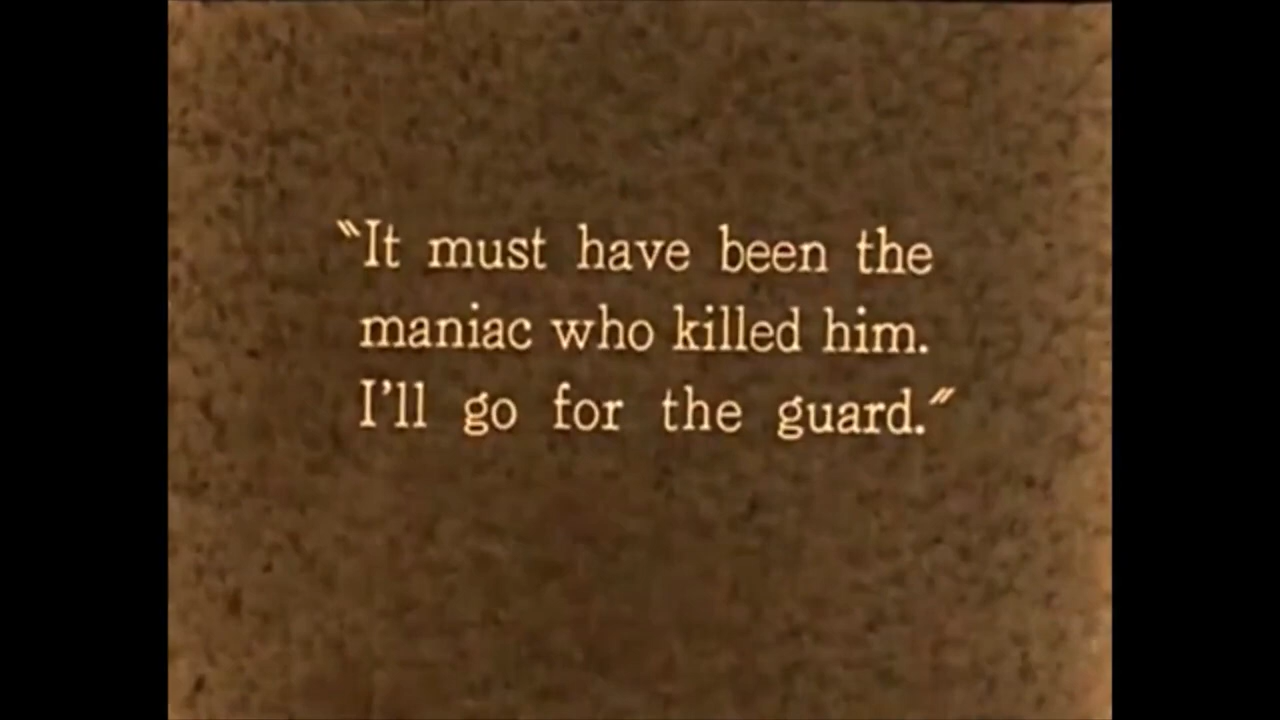 "It must have been the
maniac who killed him.
I'll go for the guard."